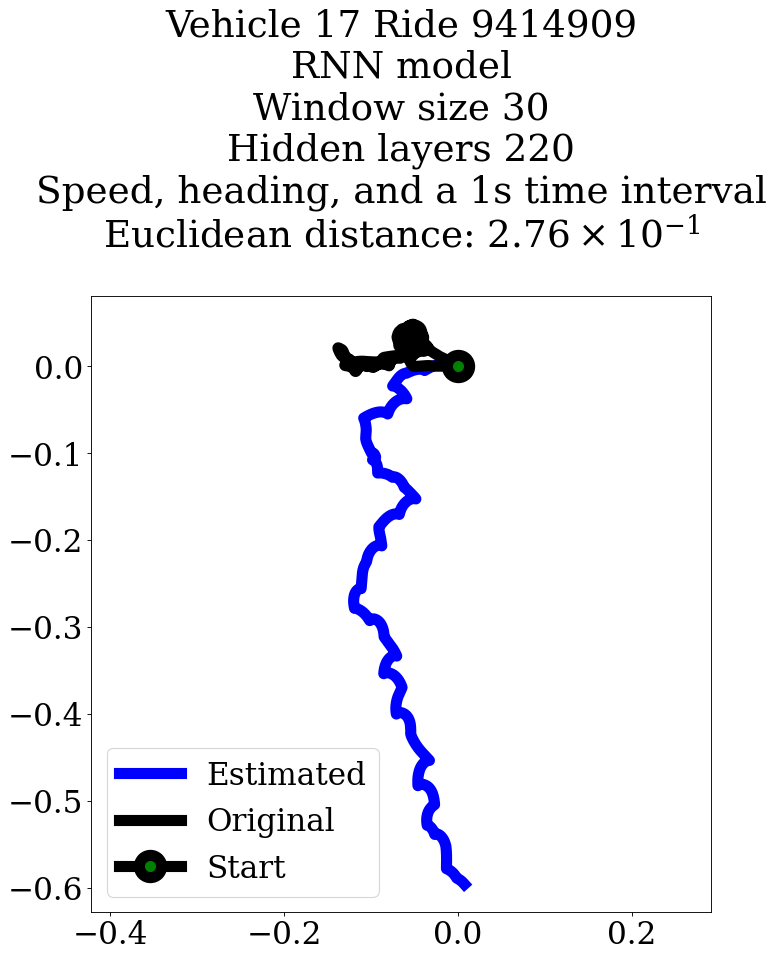 Vehicle 17 Ride 9414909
RNN model
Window size 30
Hidden layers 220
Speed, heading, and a 1s time interval
Euclidean distance: 2.76 × 10⁻¹
0.0
−0.1
−0.2
−0.3
−0.4
−0.5
−0.6
Estimated
Original
Start
−0.4 −0.2 0.0 0.2